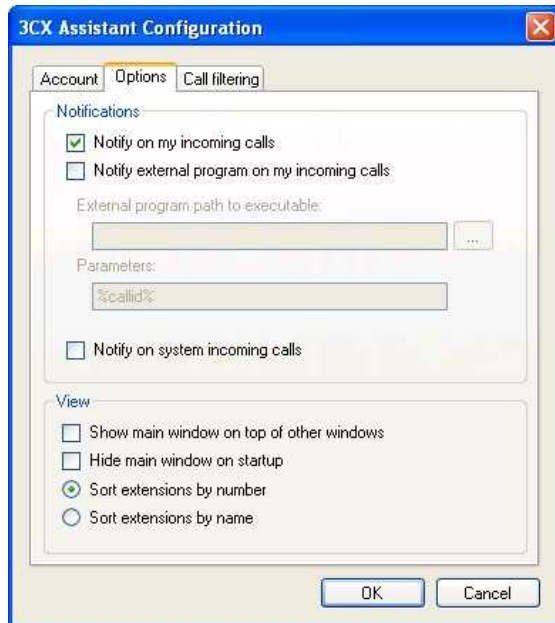 3CX Assistant Configuration
Account Options Call filtering
Notifications
Notify on my incoming calls
Notify external program on my incoming calls
External program path to executable:
...
Parameters:
%callid%
Notify on system incoming calls
View
Show main window on top of other windows
Hide main window on startup
Sort extensions by number
Sort extensions by name
OK Cancel